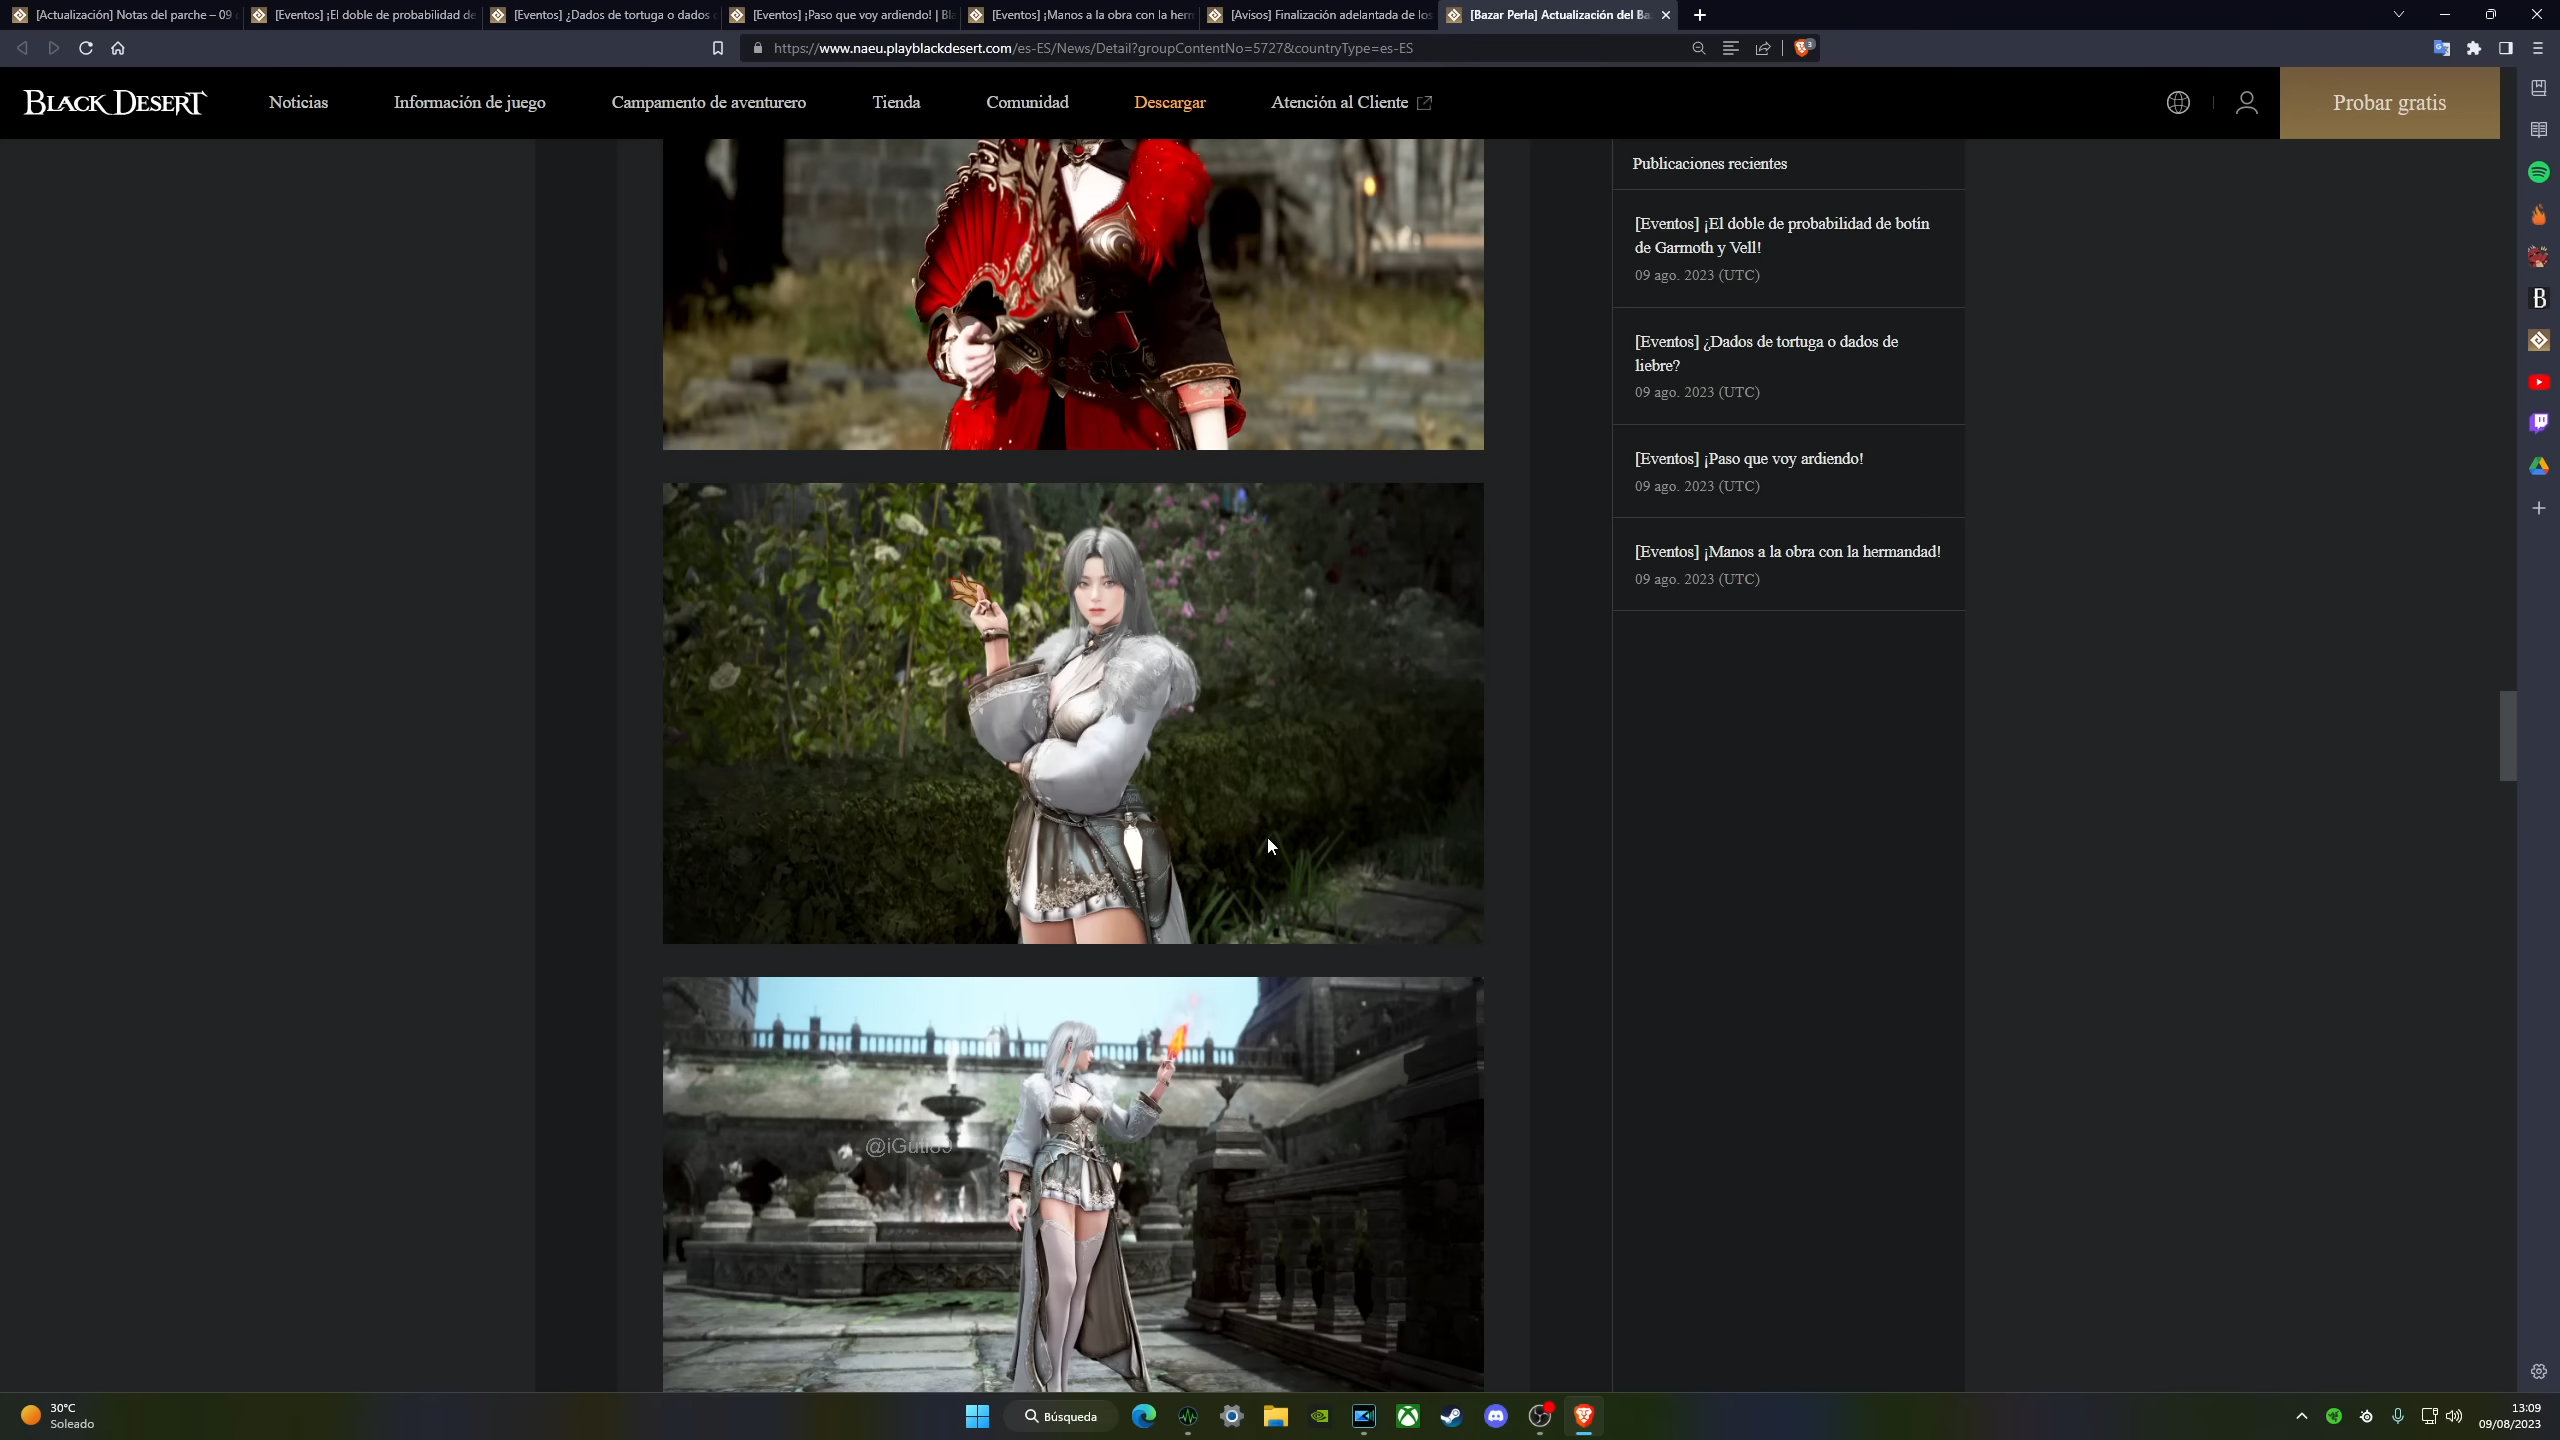 [Actualización] Notas del parche – 09
[Eventos] ¡El doble de probabilidad de
[Eventos] ¿Dados de tortuga o dados
[Eventos] ¡Paso que voy ardiendo! | Bl
[Eventos] ¡Manos a la obra con la herm
[Avisos] Finalización adelantada de los
[Bazar Perla] Actualización del Ba
https://www.naeu.playblackdesert.com/es-ES/News/Detail?groupContentNo=5727&countryType=es-ES
3
BLACK DESERT
Noticias
Información de juego
Campamento de aventurero
Tienda
Comunidad
Descargar
Atención al Cliente
Probar gratis
Publicaciones recientes
[Eventos] ¡El doble de probabilidad de botín
de Garmoth y Vell!
09 ago. 2023 (UTC)
[Eventos] ¿Dados de tortuga o dados de
liebre?
09 ago. 2023 (UTC)
[Eventos] ¡Paso que voy ardiendo!
09 ago. 2023 (UTC)
[Eventos] ¡Manos a la obra con la hermandad!
09 ago. 2023 (UTC)
@iGuti89
30°C
Soleado
Búsqueda
13:09
09/08/2023